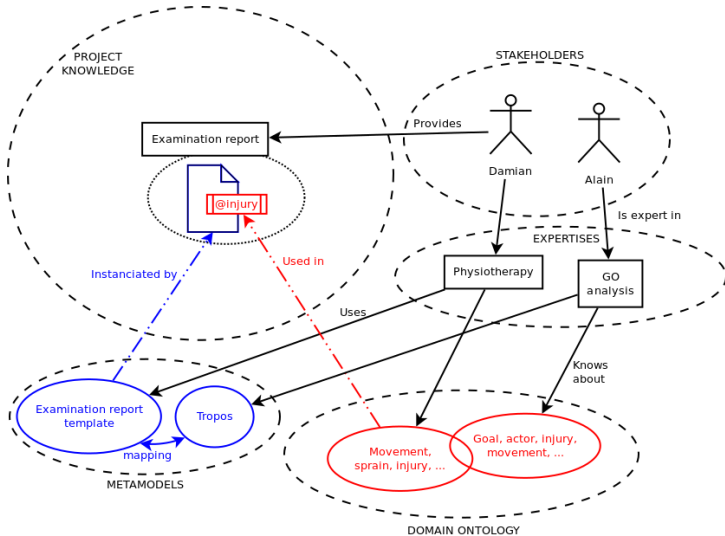 PROJECT
KNOWLEDGE
STAKEHOLDERS
Provides
Examination report
Damian
Alain
@injury
Is expert in
EXPERTISES
Instanciated by
Used in
Physiotherapy
GO
analysis
Uses
Knows
about
Examination report
template
Tropos
mapping
METAMODELS
Movement,
sprain, injury, ...
Goal, actor, injury,
movement, ...
DOMAIN ONTOLOGY